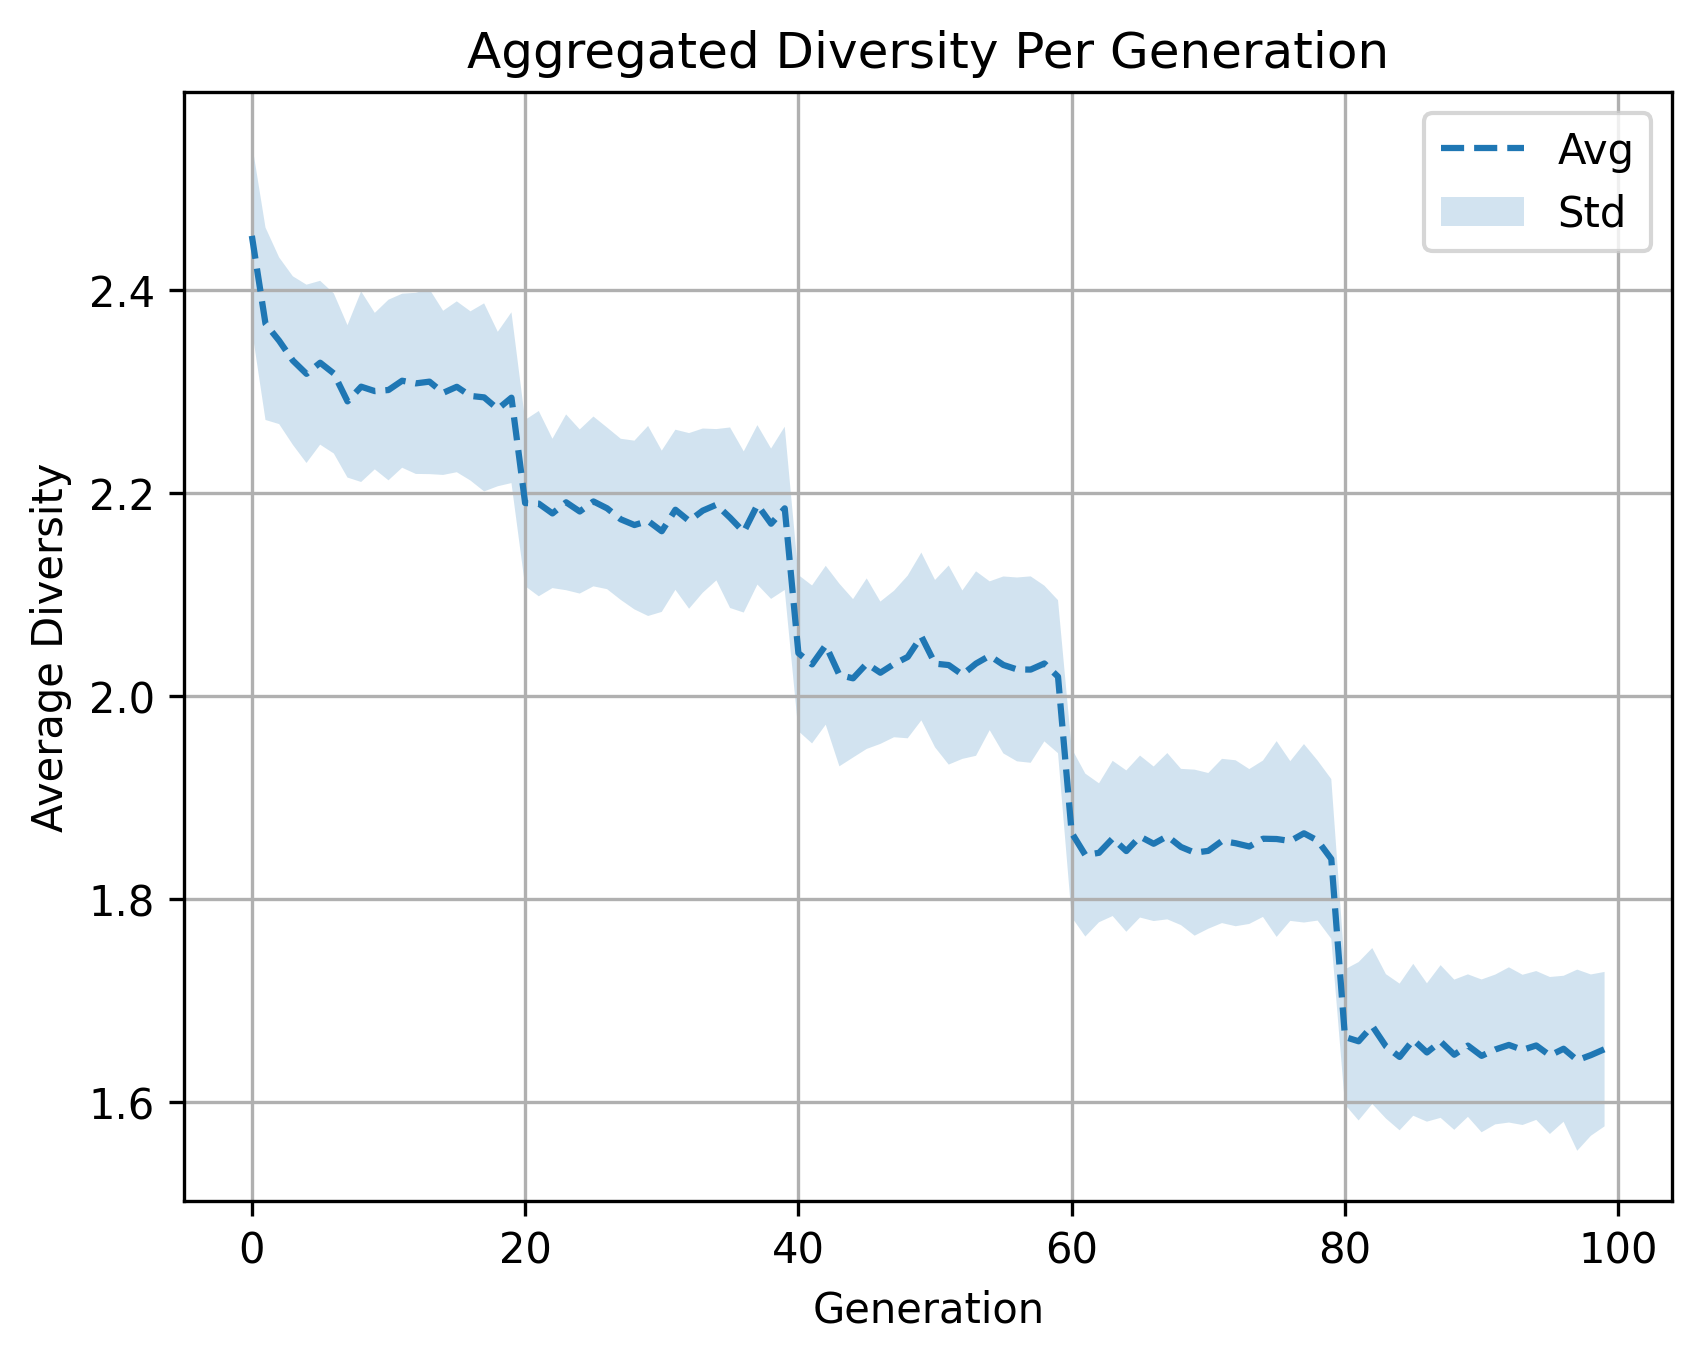 Aggregated Diversity Per Generation
Avg
Std
Average Diversity
2.4
2.2
2.0
1.8
1.6
0 20 40 60 80 100
Generation